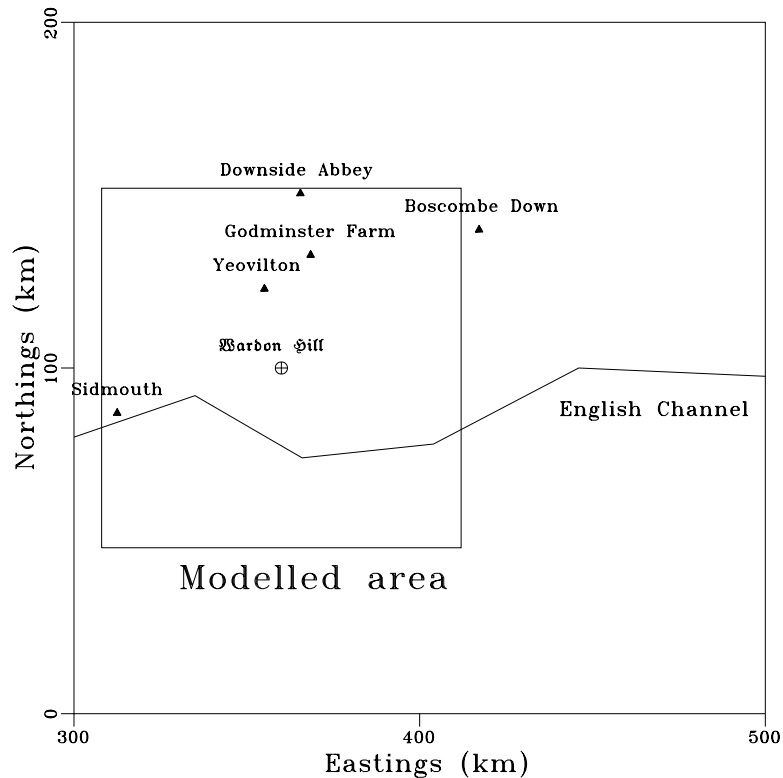 200
Downside Abbey
Boscombe Down
Godminster Farm
Yeovilton
Wardon Hill
100
Sidmouth
English Channel
Northings (km)
Modelled area
0
300
400
500
Eastings (km)